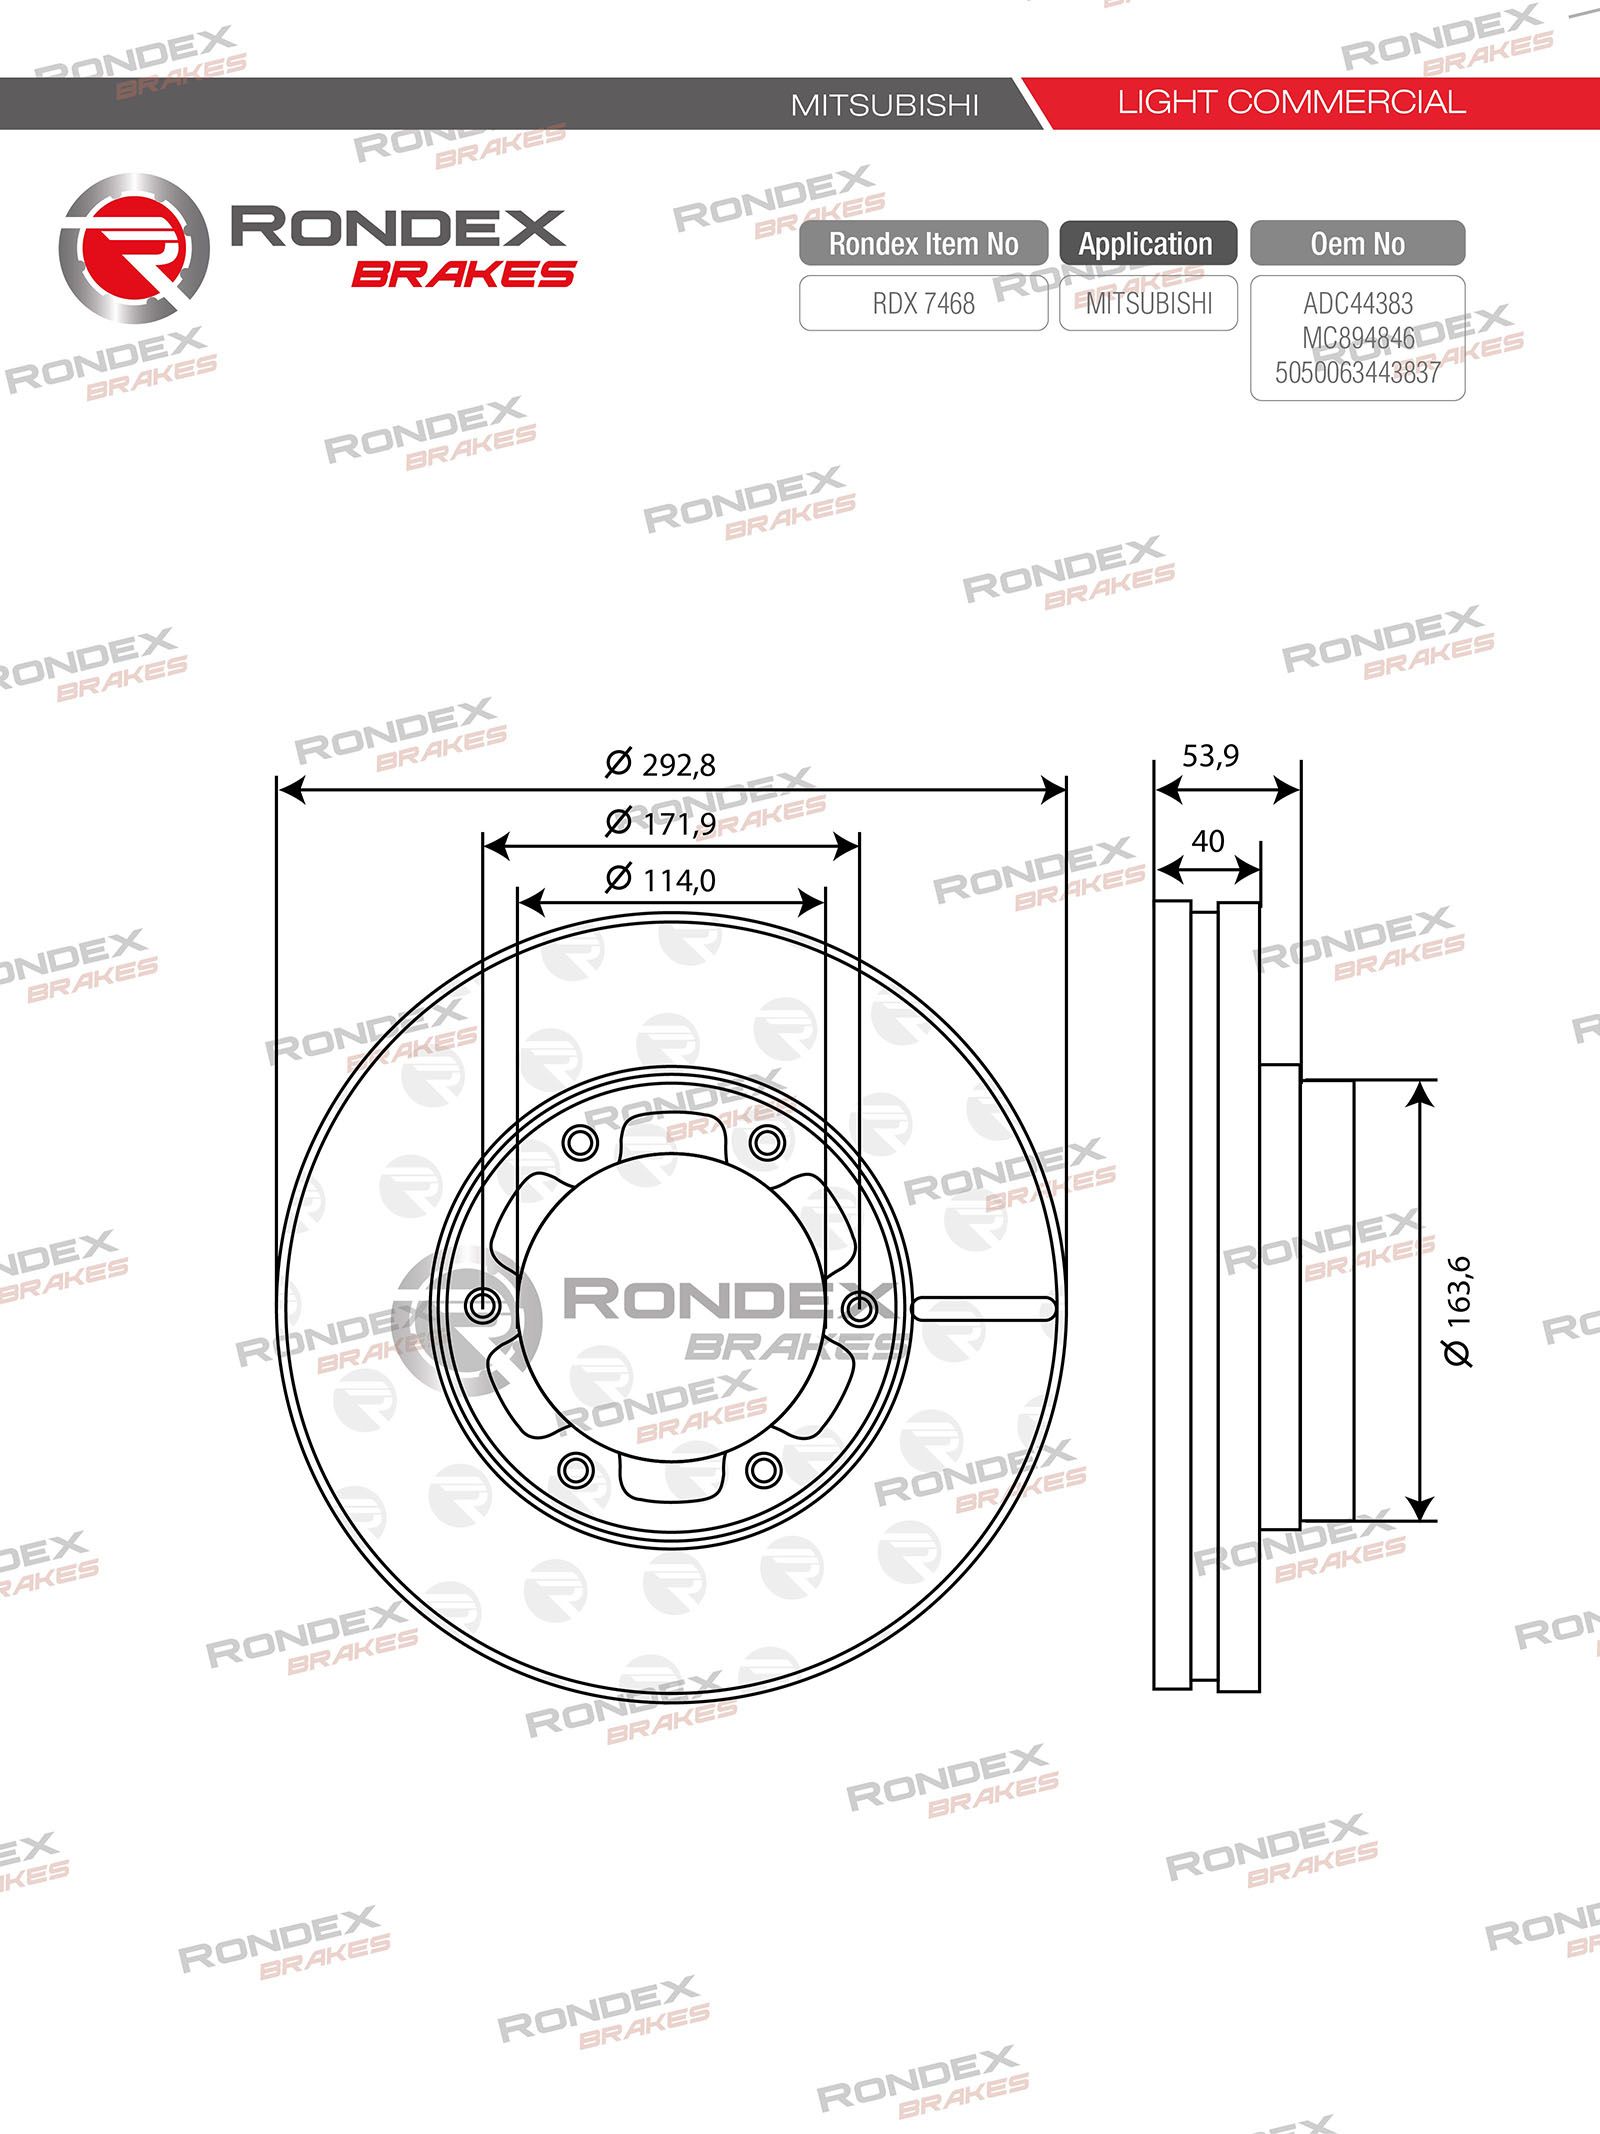 MITSUBISHI
LIGHT COMMERCIAL
RONDEX
BRAKES
Rondex Item No
Application
Oem No
RDX 7468
MITSUBISHI
ADC44383
MC894846
5050063443837
Ø 292,8
Ø 171,9
Ø 114,0
53,9
40
Ø 163,6
RONDEX
BRAKES